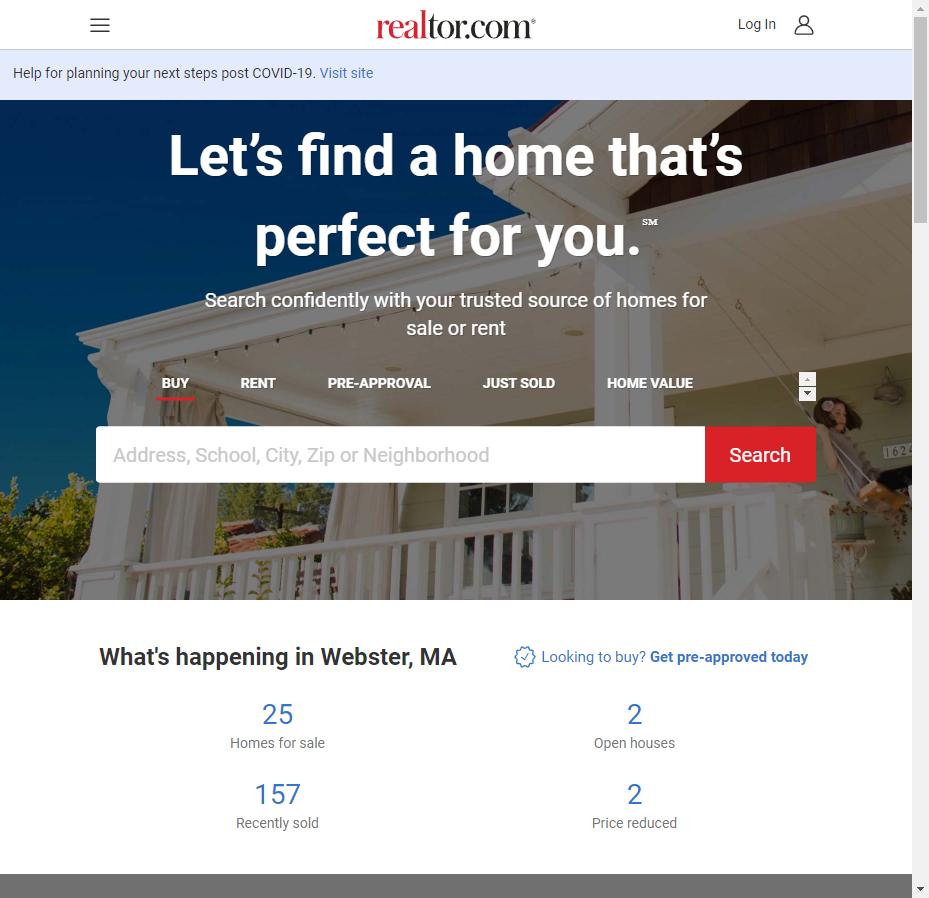 realtor.com®
Log In
Help for planning your next steps post COVID-19. Visit site
Let's find a home that's
perfect for you.℠
Search confidently with your trusted source of homes for
sale or rent
BUY RENT PRE-APPROVAL JUST SOLD HOME VALUE
Address, School, City, Zip or Neighborhood Search
1624
What's happening in Webster, MA
Looking to buy? Get pre-approved today
25 2
Homes for sale Open houses
157 2
Recently sold Price reduced